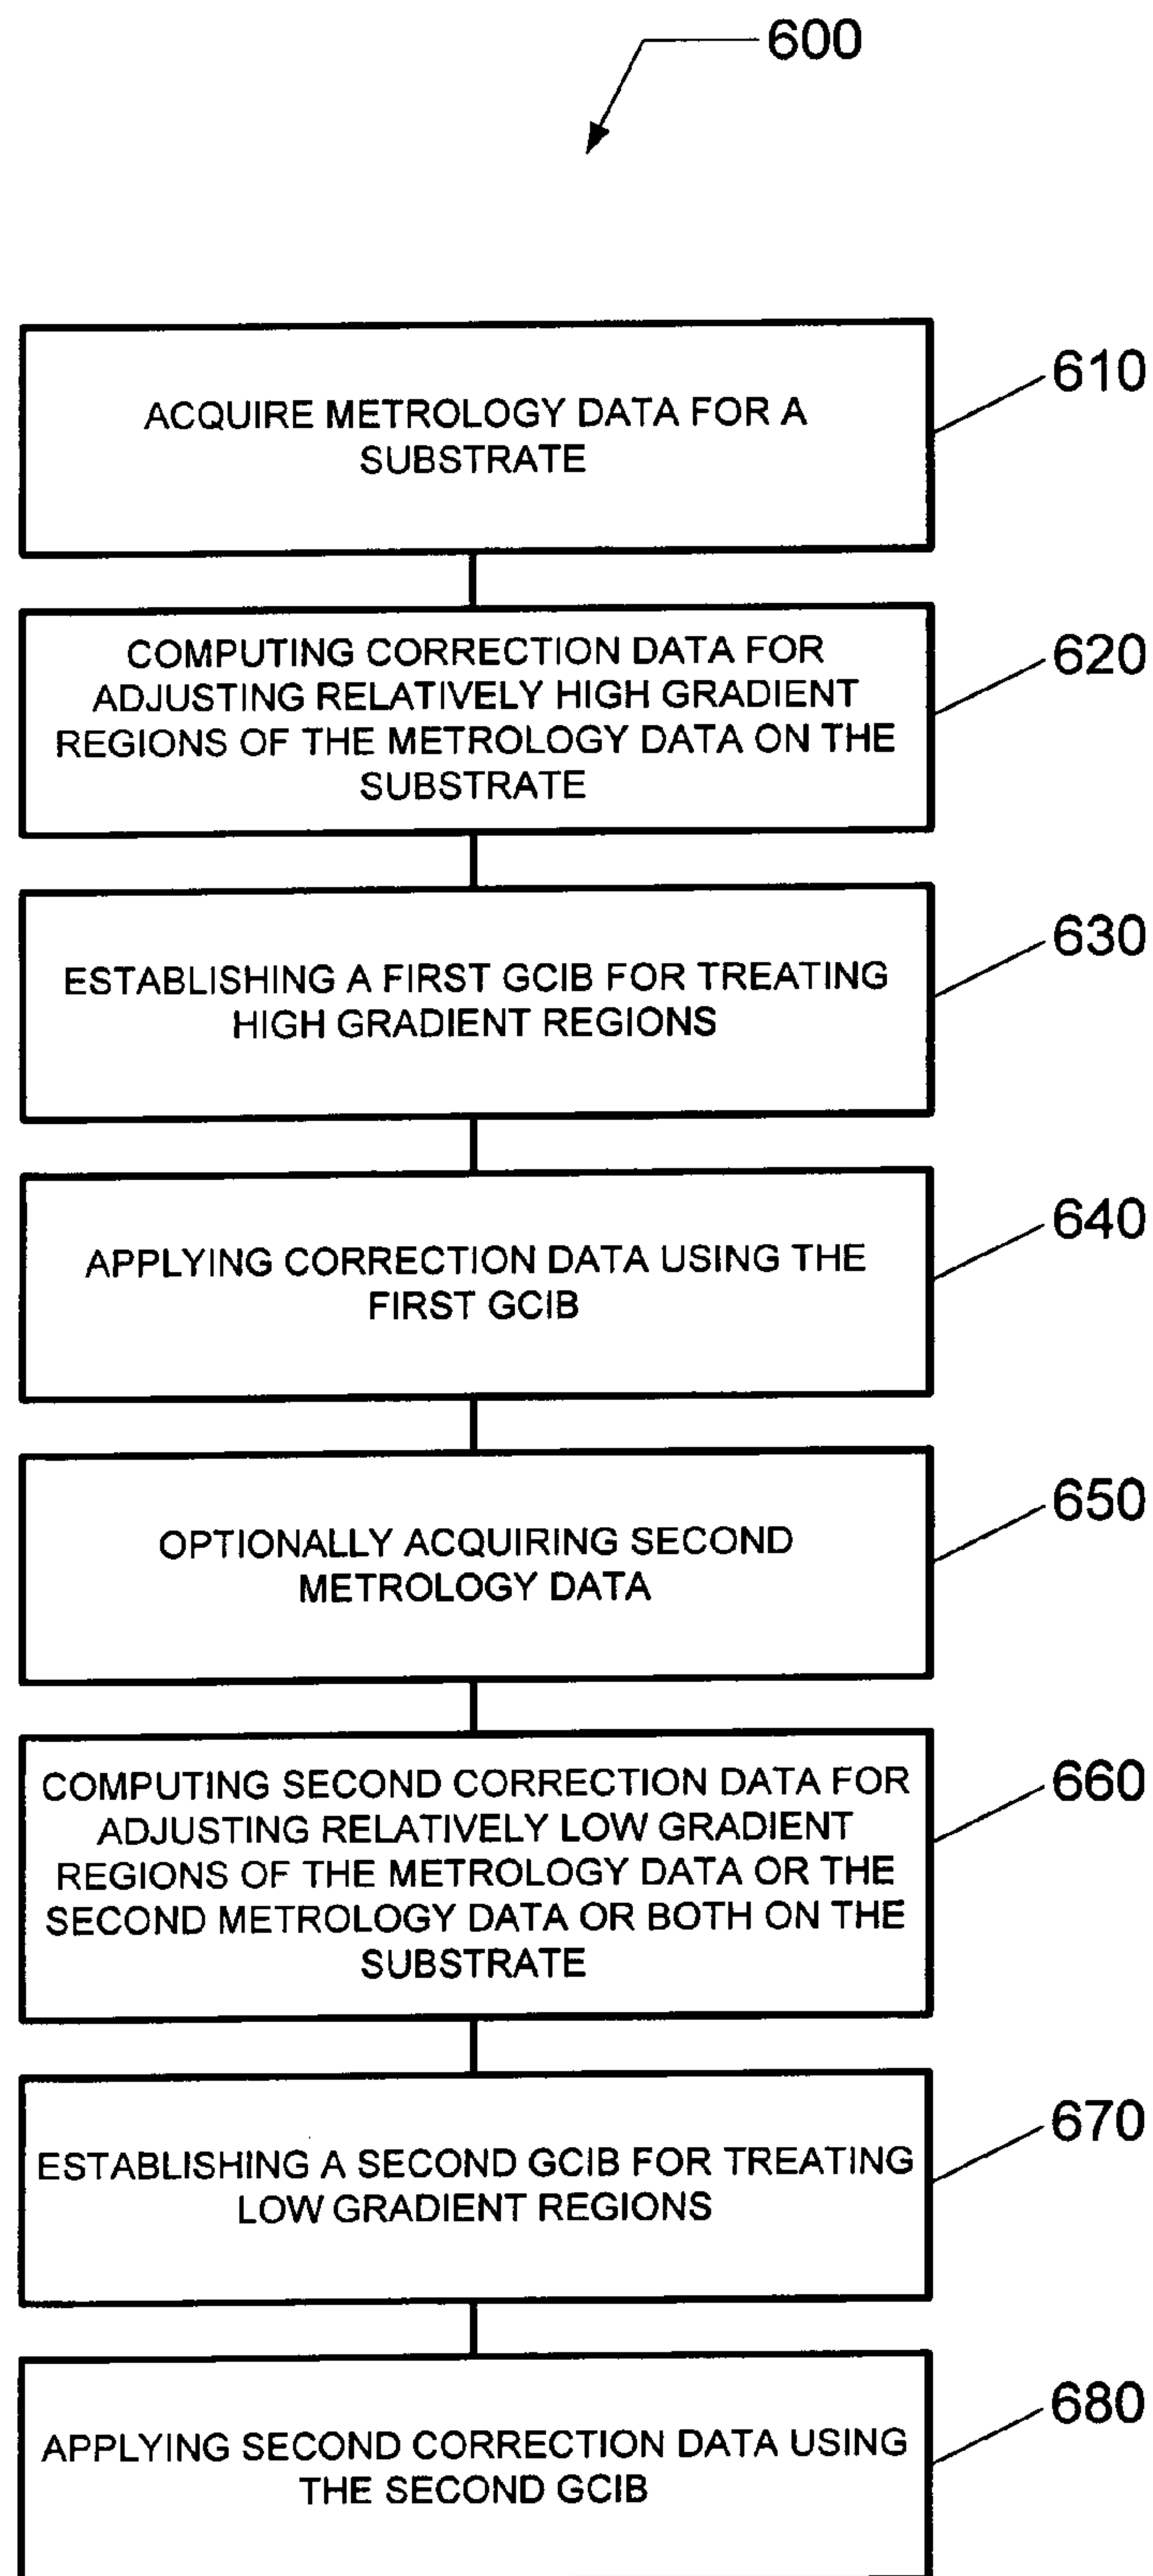 600
ACQUIRE METROLOGY DATA FOR A
SUBSTRATE
610
COMPUTING CORRECTION DATA FOR
ADJUSTING RELATIVELY HIGH GRADIENT
REGIONS OF THE METROLOGY DATA ON THE
SUBSTRATE
620
ESTABLISHING A FIRST GCIB FOR TREATING
HIGH GRADIENT REGIONS
630
APPLYING CORRECTION DATA USING THE
FIRST GCIB
640
OPTIONALLY ACQUIRING SECOND
METROLOGY DATA
650
COMPUTING SECOND CORRECTION DATA FOR
ADJUSTING RELATIVELY LOW GRADIENT
REGIONS OF THE METROLOGY DATA OR THE
SECOND METROLOGY DATA OR BOTH ON THE
SUBSTRATE
660
ESTABLISHING A SECOND GCIB FOR TREATING
LOW GRADIENT REGIONS
670
APPLYING SECOND CORRECTION DATA USING
THE SECOND GCIB
680